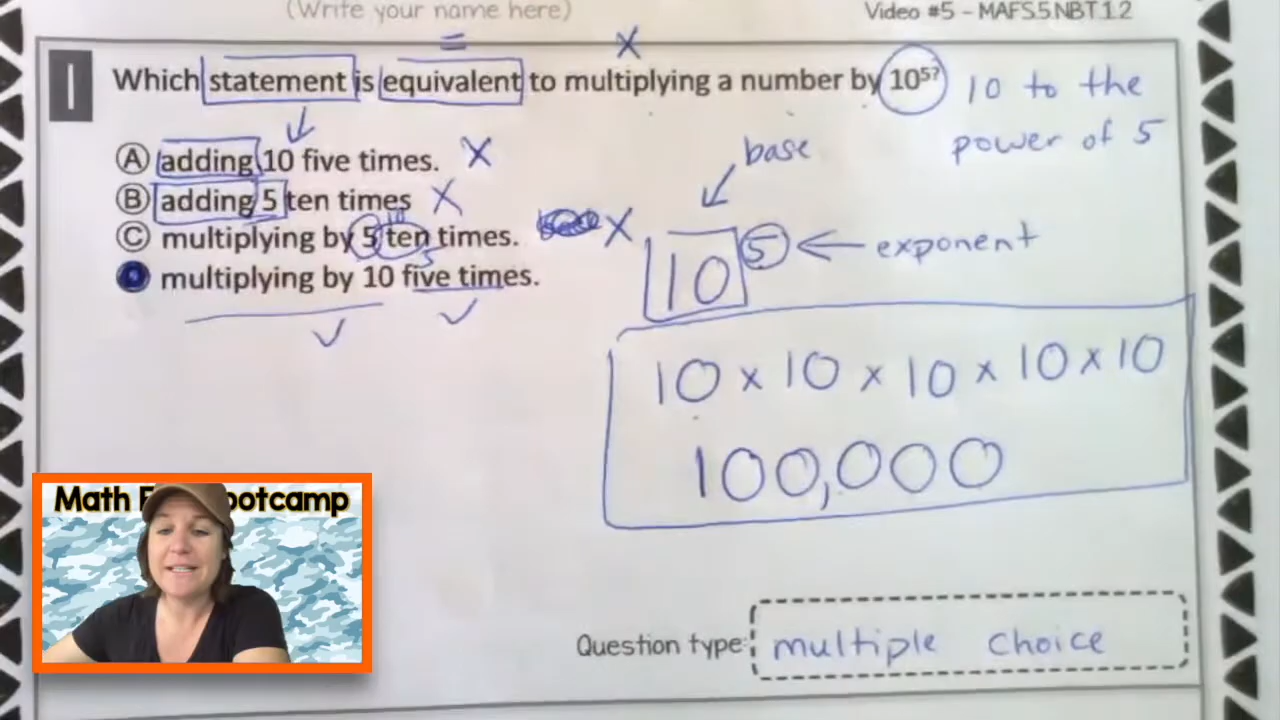 (Write your name here)
Video #5 - MAFS.5.NBT.1.2
= X
1 Which statement is equivalent to multiplying a number by 10⁵?
10 to the
power of 5
A adding 10 five times. X
B adding 5 ten times X
10
C multiplying by 5 ten times. X
5
multiplying by 10 five times.
base
10⁵ ← exponent
10 x 10 x 10 x 10 x 10
100,000
Math Bootcamp
Question type: multiple choice